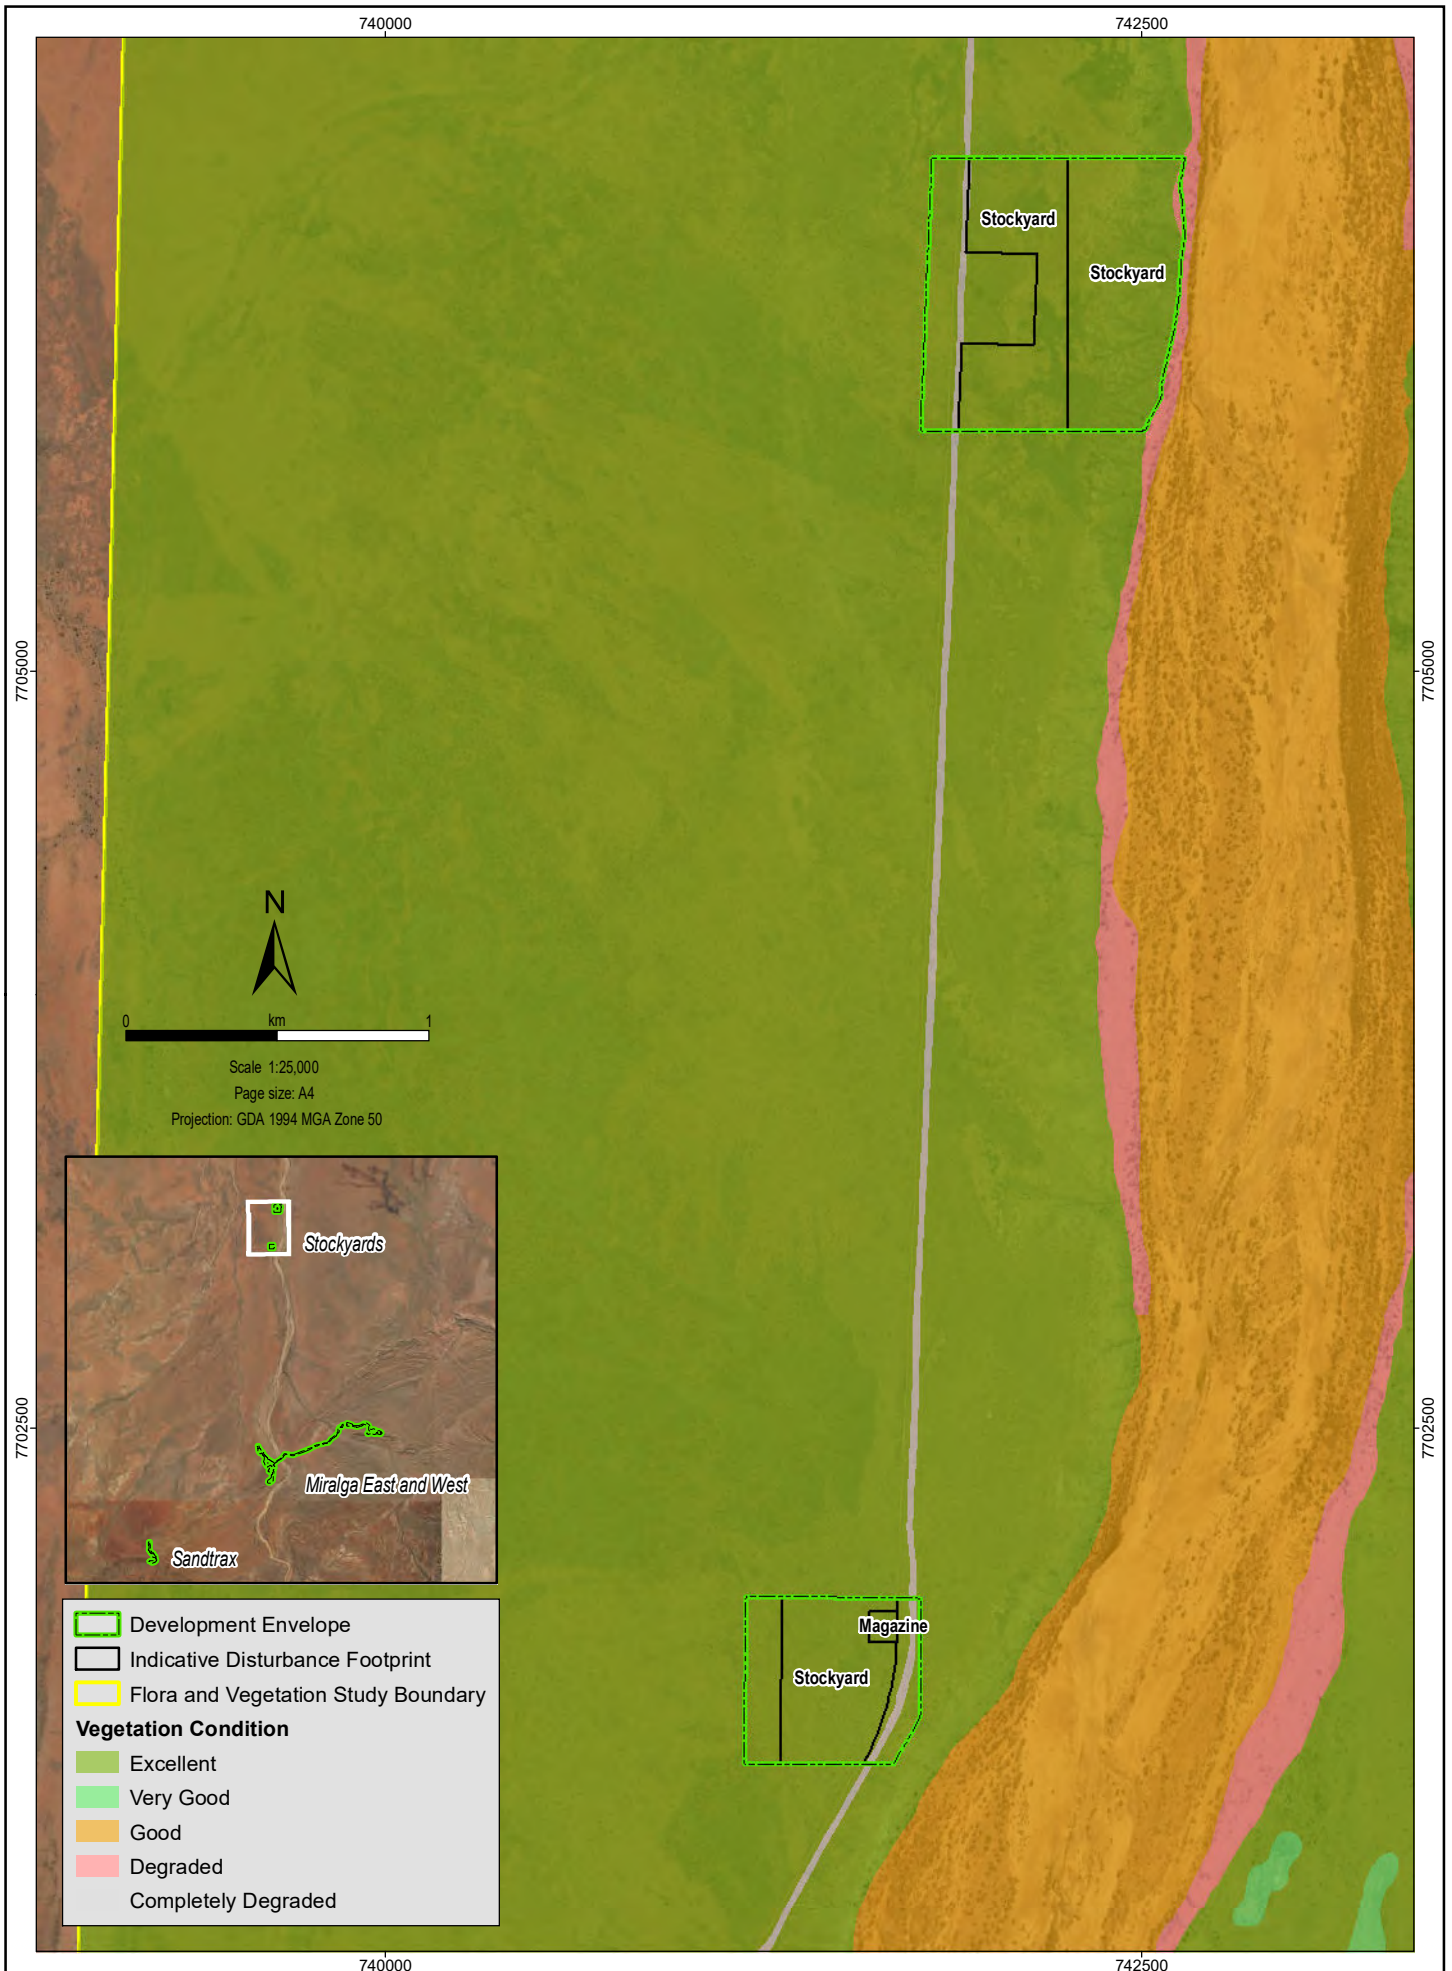 740000
742500
Stockyard
Stockyard
7705000
7705000
N
0 km 1
Scale 1:25,000
Page size: A4
Projection: GDA 1994 MGA Zone 50
Stockyards
Miralga East and West
Sandtrax
7702500
7702500
Magazine
Stockyard
Development Envelope
Indicative Disturbance Footprint
Flora and Vegetation Study Boundary
Vegetation Condition
Excellent
Very Good
Good
Degraded
Completely Degraded
740000
742500